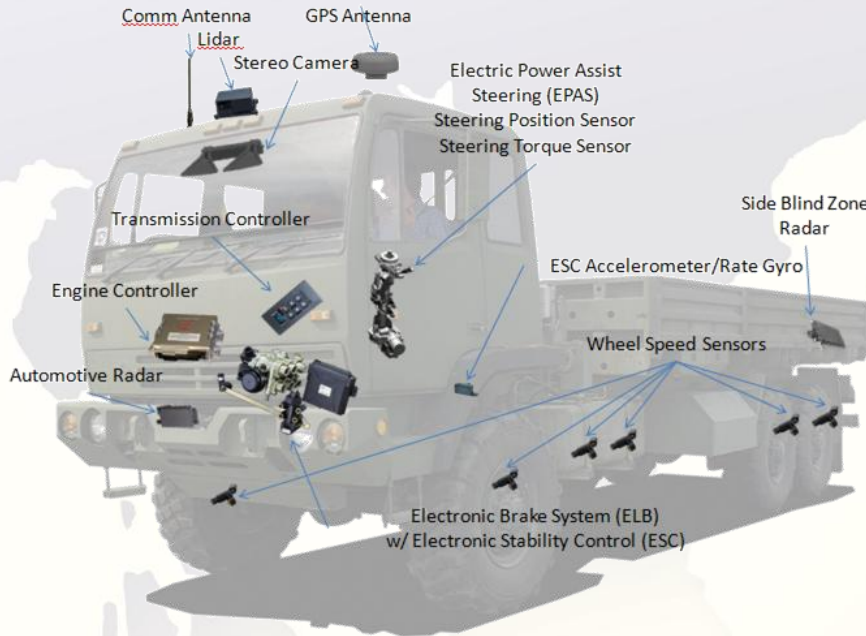 Comm Antenna
GPS Antenna
Lidar
Stereo Camera
Electric Power Assist
Steering (EPAS)
Steering Position Sensor
Steering Torque Sensor
Transmission Controller
Side Blind Zone
Radar
ESC Accelerometer/Rate Gyro
Engine Controller
Wheel Speed Sensors
Automotive Radar
Electronic Brake System (ELB)
w/ Electronic Stability Control (ESC)